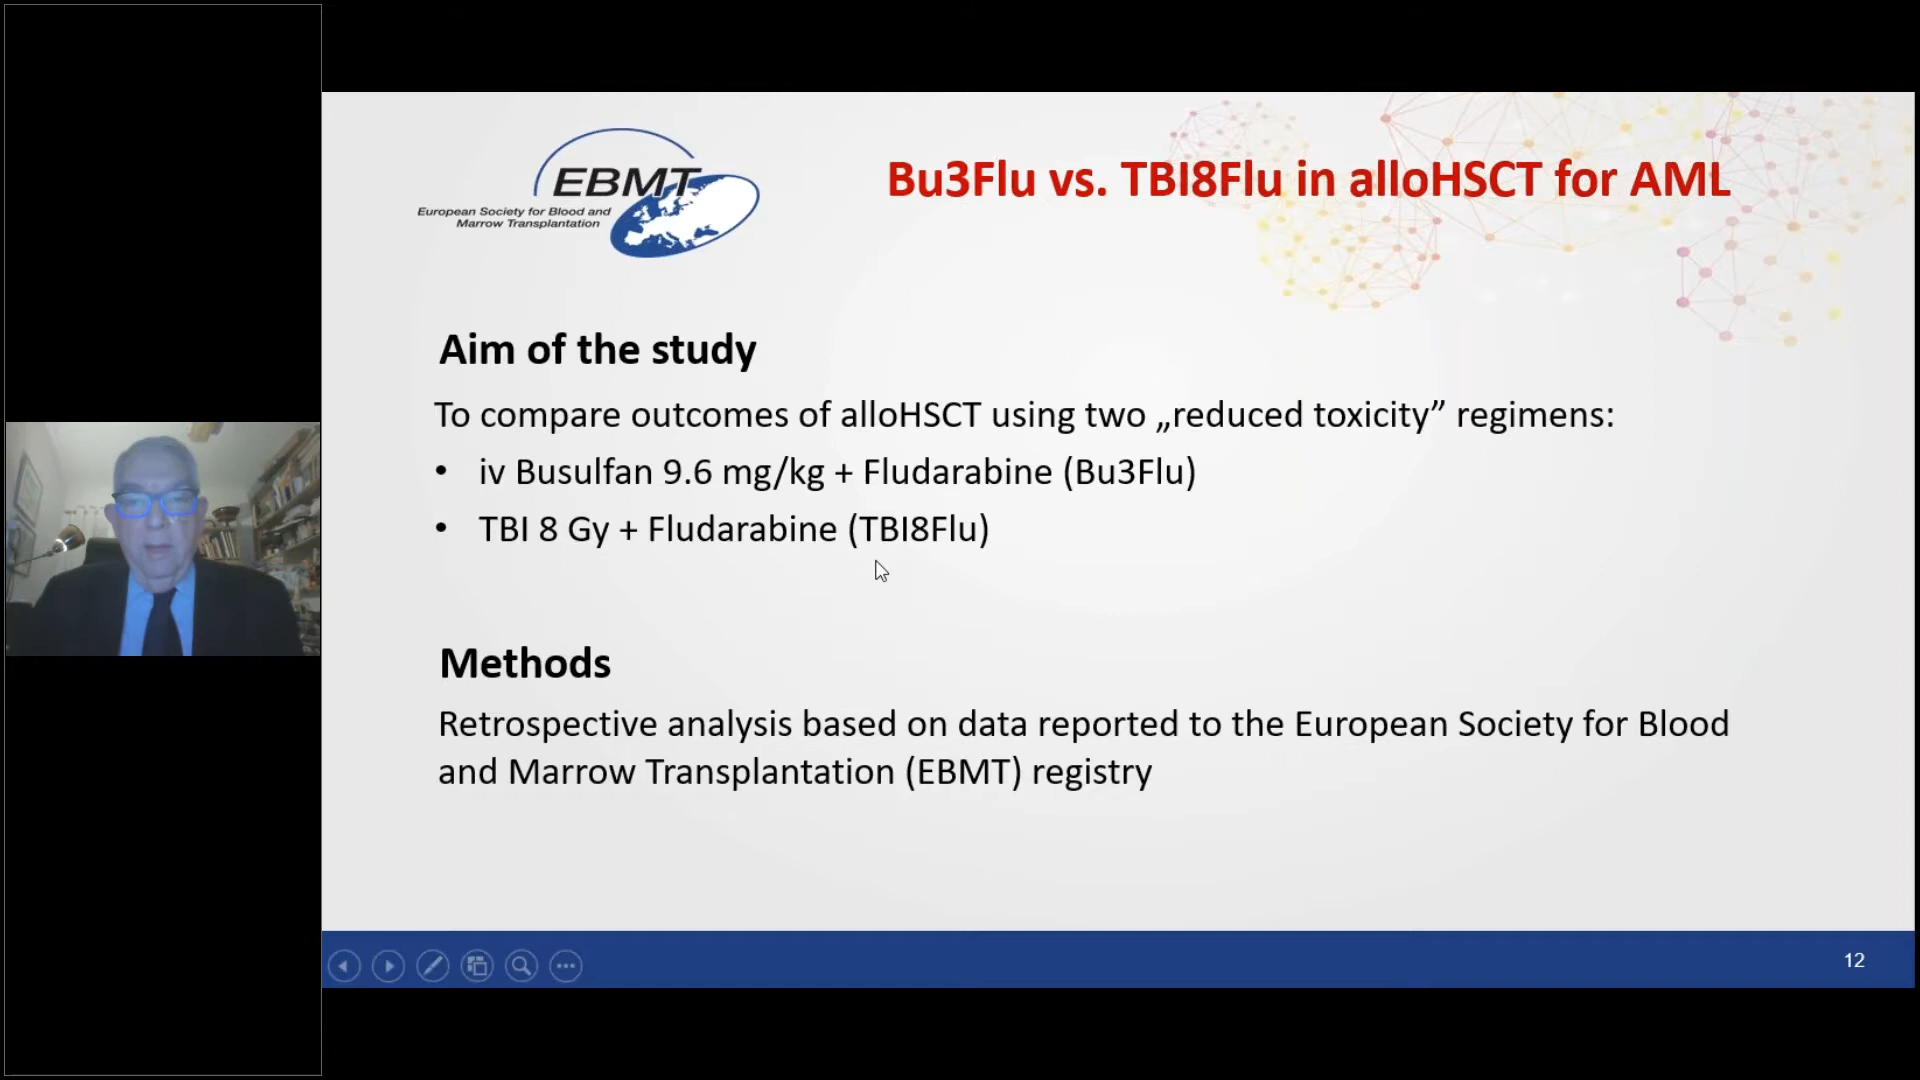 EBMT
European Society for Blood and
Marrow Transplantation
Bu3Flu vs. TBI8Flu in alloHSCT for AML
Aim of the study
To compare outcomes of alloHSCT using two „reduced toxicity” regimens:
• iv Busulfan 9.6 mg/kg + Fludarabine (Bu3Flu)
• TBI 8 Gy + Fludarabine (TBI8Flu)
Methods
Retrospective analysis based on data reported to the European Society for Blood
and Marrow Transplantation (EBMT) registry
12